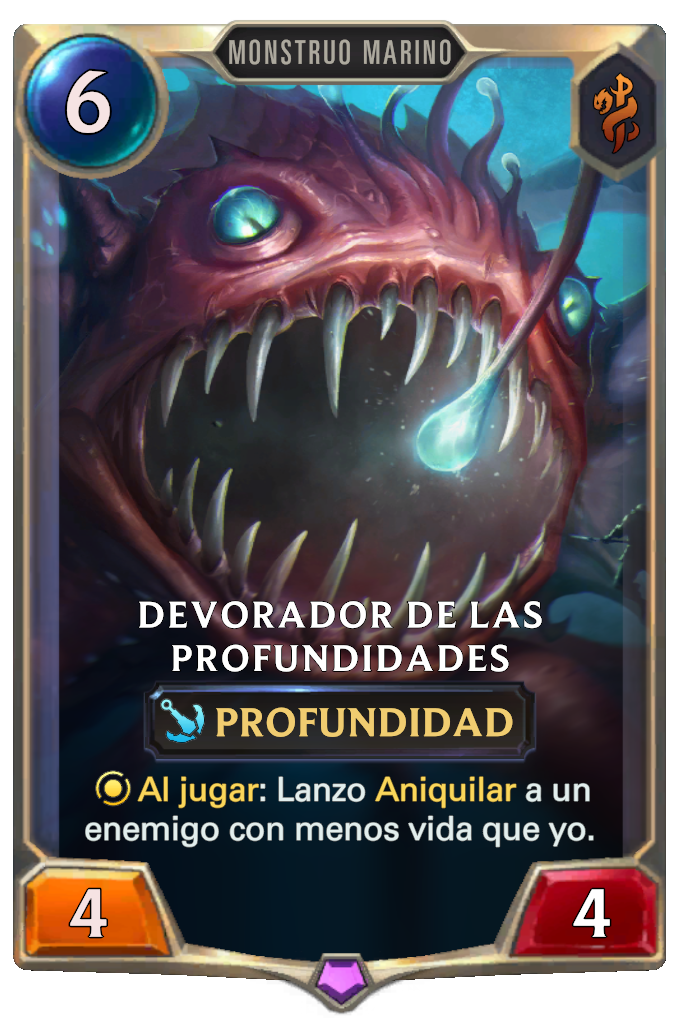 MONSTRUO MARINO
6
DEVORADOR DE LAS
PROFUNDIDADES
PROFUNDIDAD
Al jugar: Lanzo Aniquilar a un
enemigo con menos vida que yo.
4
4